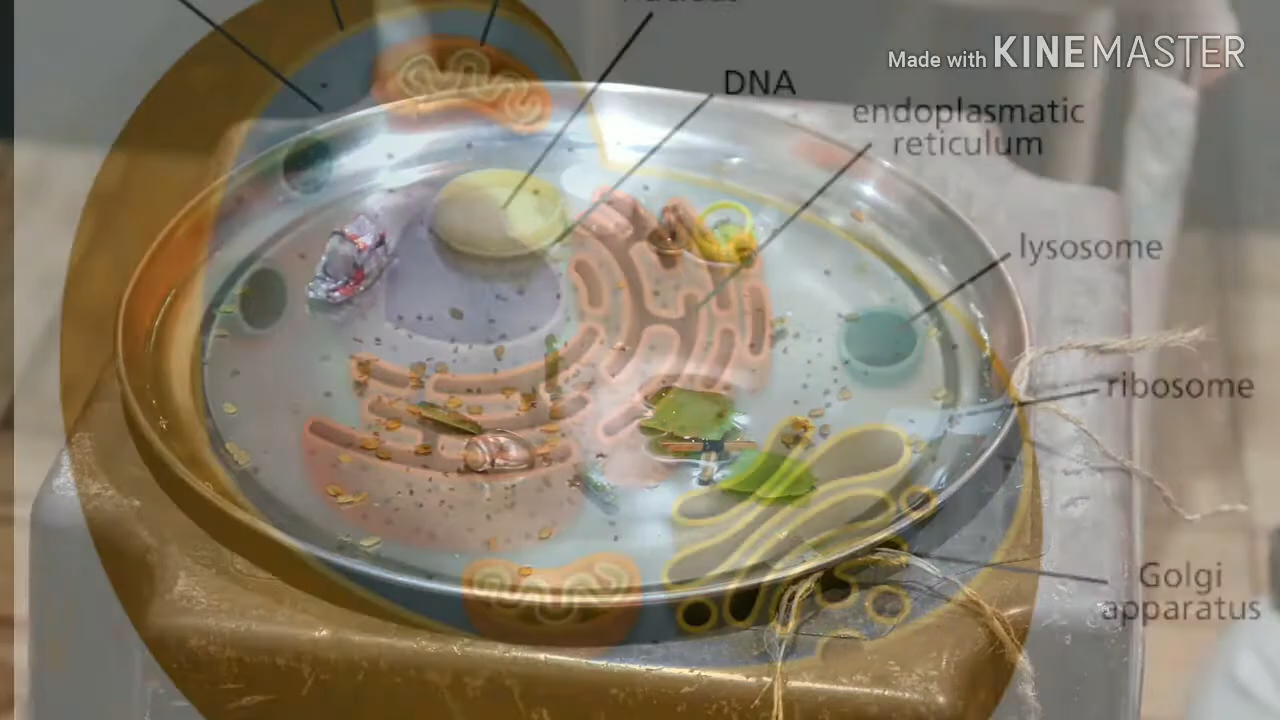 Made with KINEMASTER
DNA
endoplasmatic
reticulum
lysosome
ribosome
Golgi
apparatus